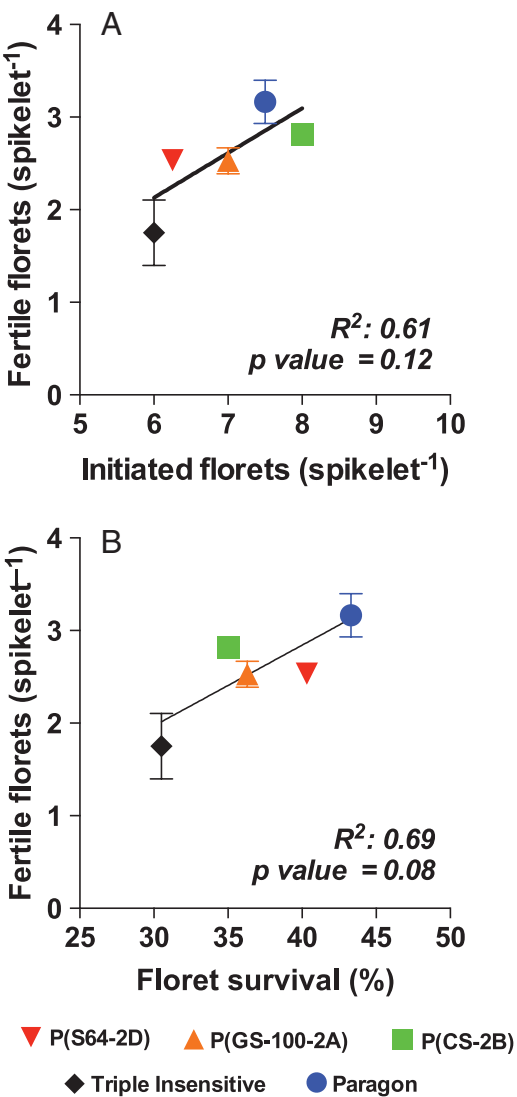 A
Fertile florets (spikelet⁻¹)
4
3
2
1
0
R²: 0.61
p value = 0.12
5 6 7 8 9 10
Initiated florets (spikelet⁻¹)
B
Fertile florets (spikelet⁻¹)
4
3
2
1
0
R²: 0.69
p value = 0.08
25 30 35 40 45 50
Floret survival (%)
P(S64-2D) P(GS-100-2A) P(CS-2B)
Triple Insensitive Paragon